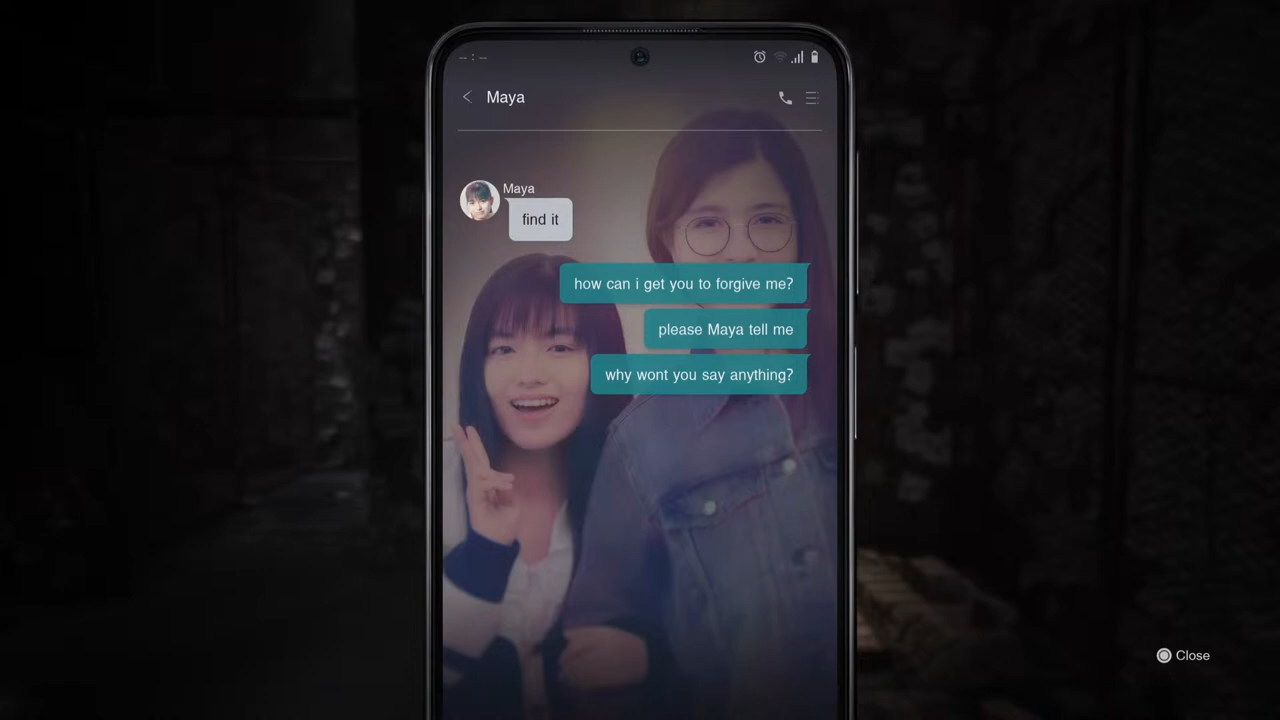 -- : --
Maya
Maya
find it
how can i get you to forgive me?
please Maya tell me
why wont you say anything?
Close